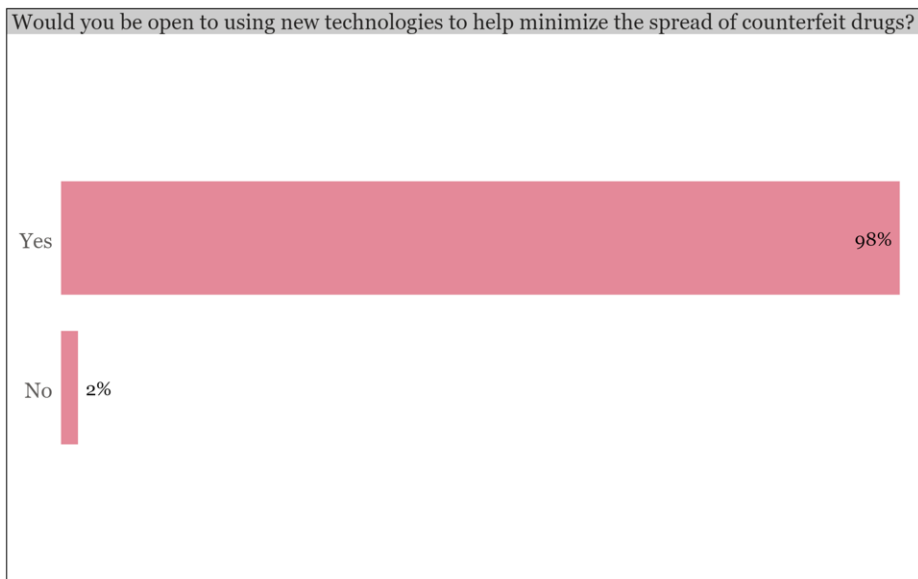 Would you be open to using new technologies to help minimize the spread of counterfeit drugs?
Yes
98%
No
2%